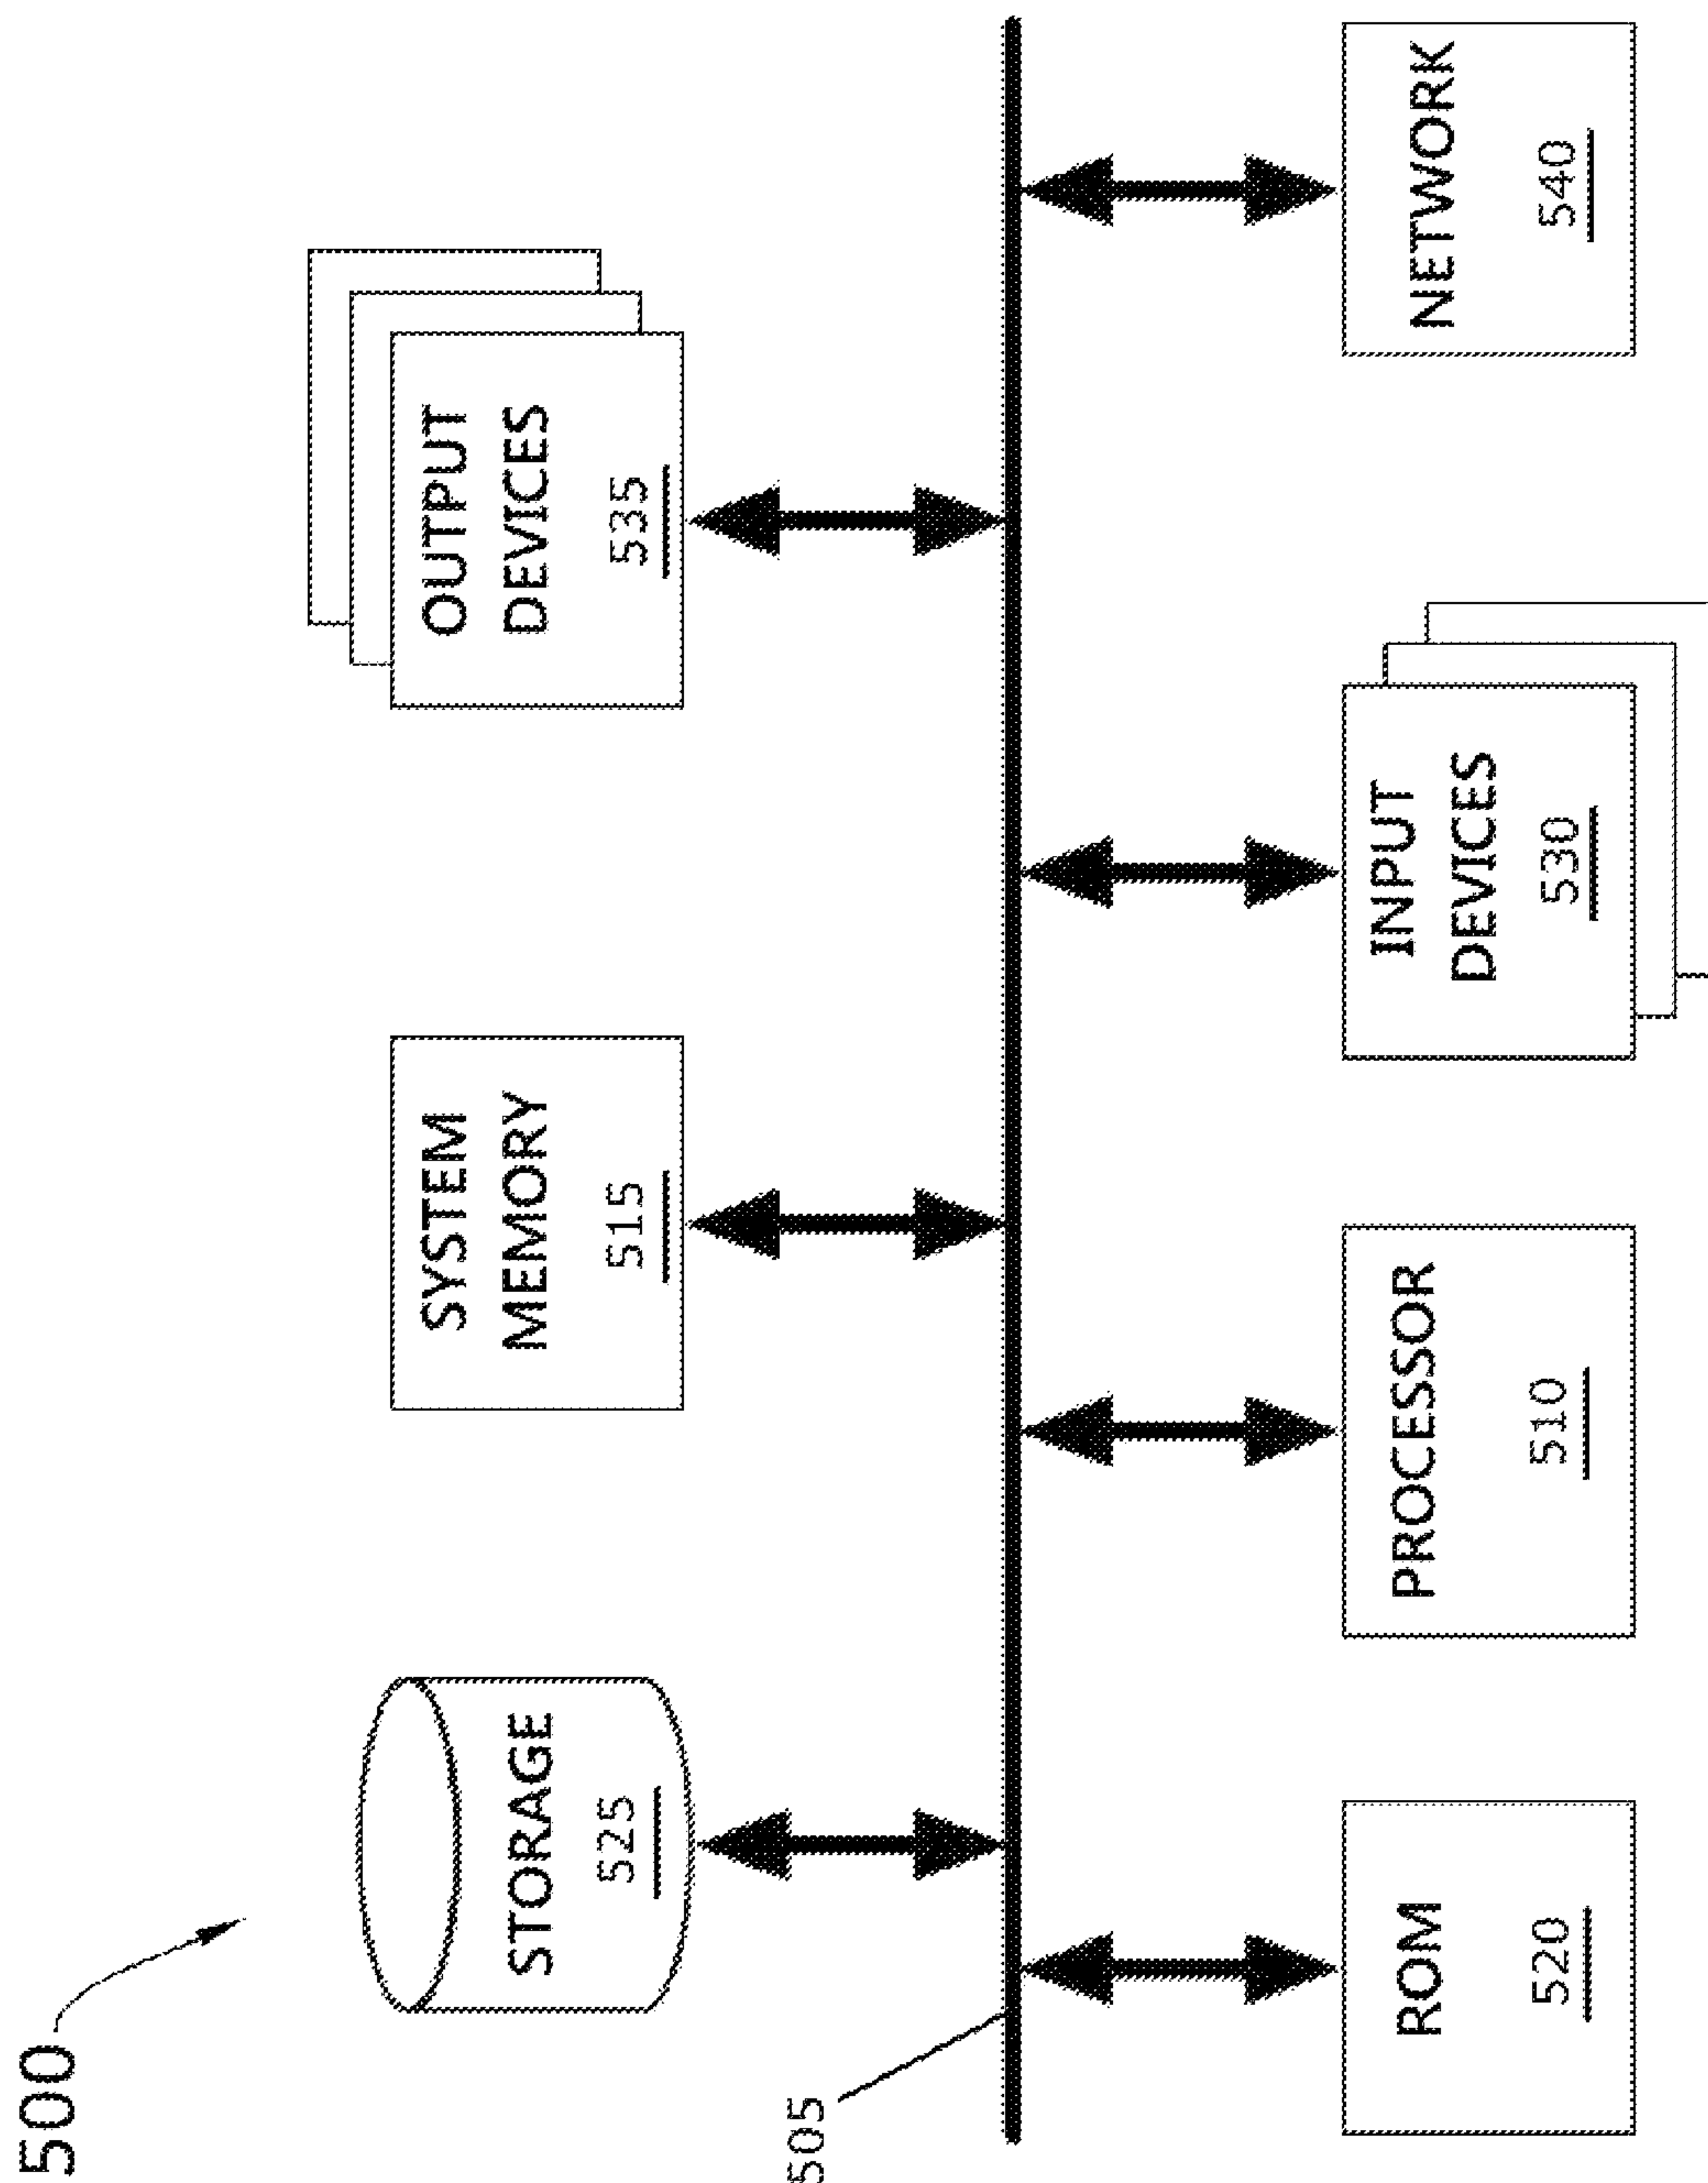 500
STORAGE
525
SYSTEM
MEMORY
515
OUTPUT
DEVICES
535
505
ROM
520
PROCESSOR
510
INPUT
DEVICES
530
NETWORK
540